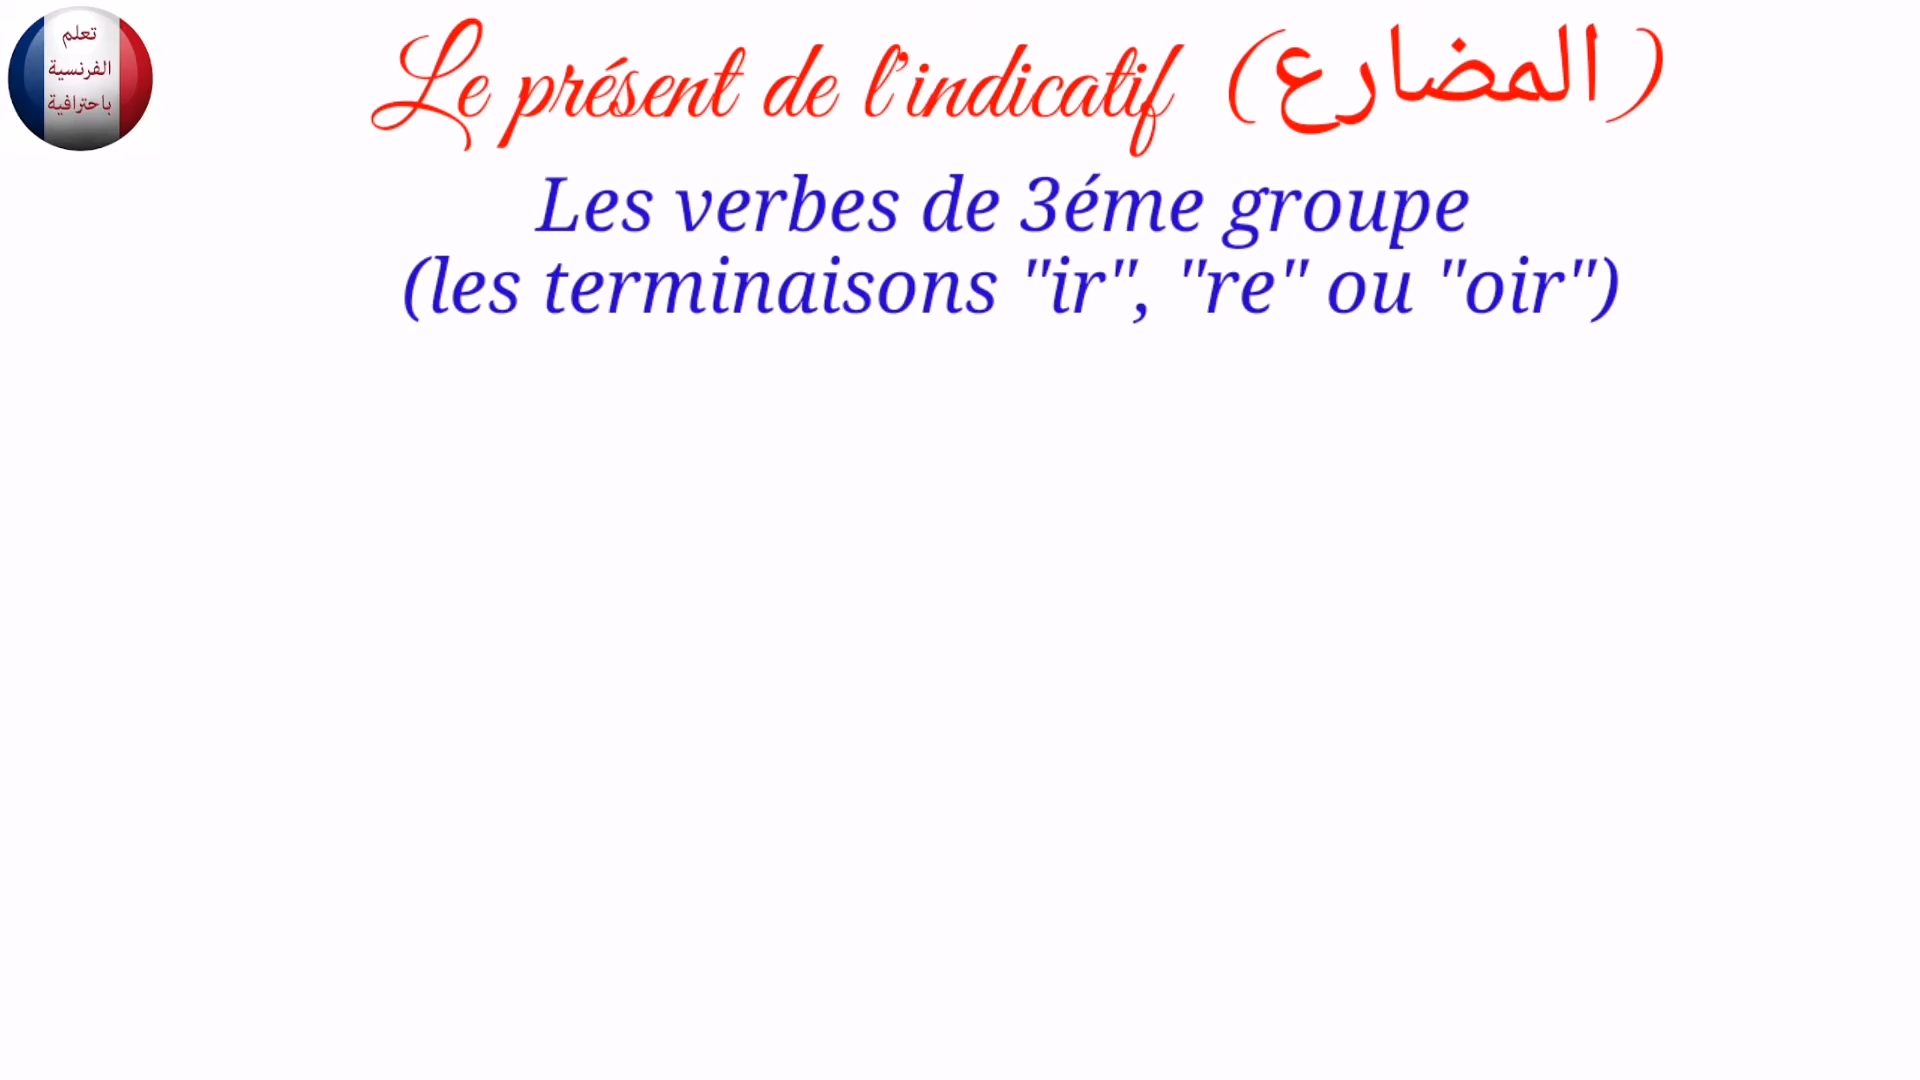 تعلم
الفرنسية
باحترافية
Le présent de l'indicatif (المضارع)
Les verbes de 3éme groupe
(les terminaisons "ir", "re" ou "oir")